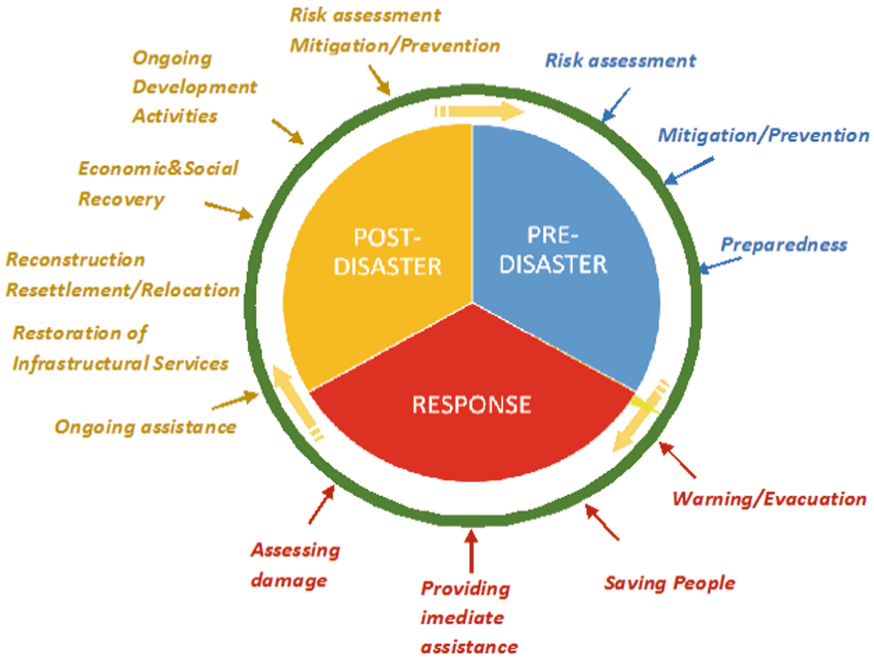 Risk assessment
Mitigation/Prevention
Ongoing
Development
Activities
Economic&Social
Recovery
Reconstruction
Resettlement/Relocation
Restoration of
Infrastructural Services
Ongoing assistance
Risk assessment
Mitigation/Prevention
Preparedness
POST-
DISASTER
PRE-
DISASTER
RESPONSE
Warning/Evacuation
Saving People
Providing
imediate
assistance
Assessing
damage